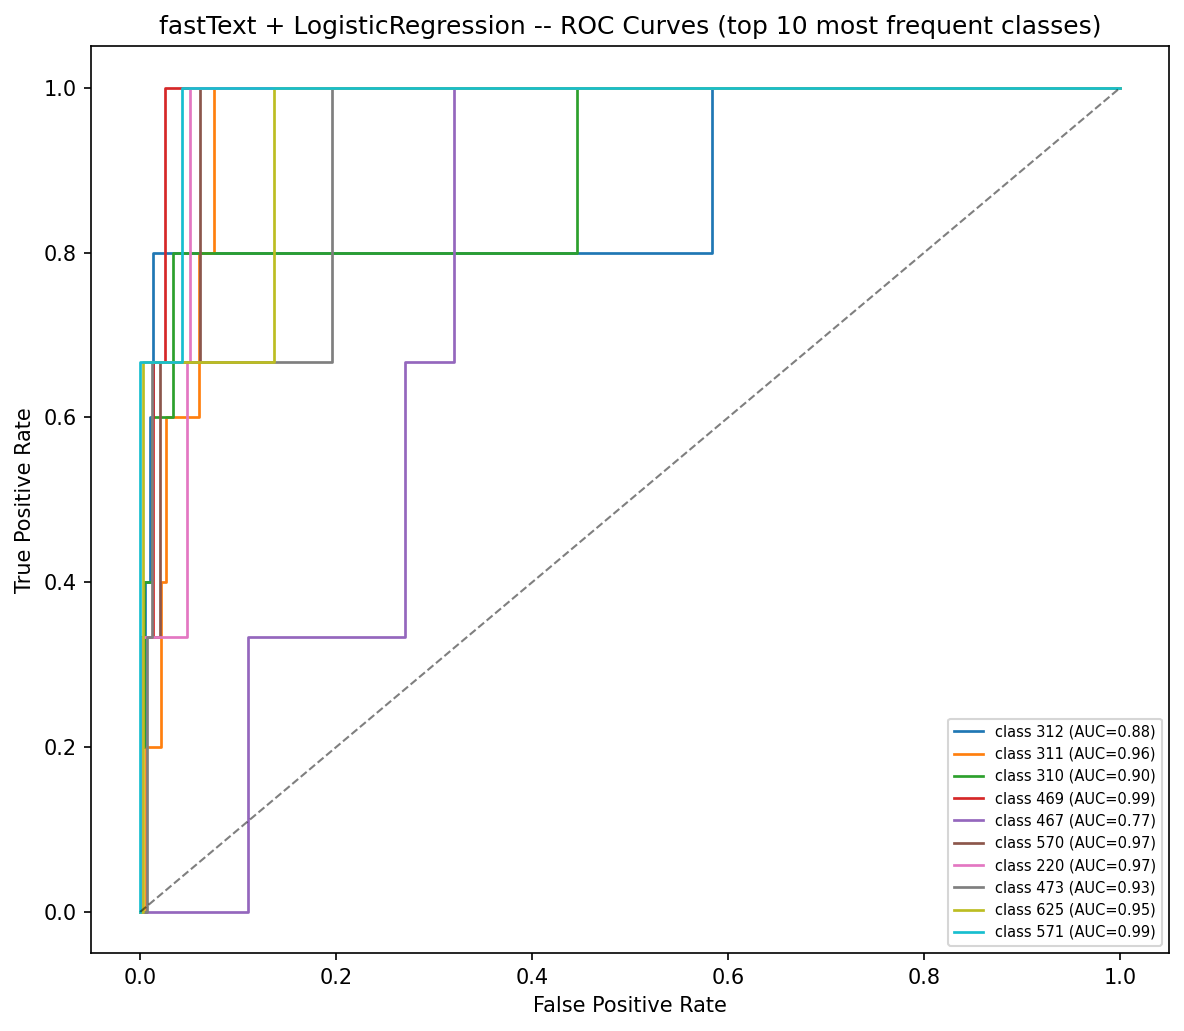 fastText + LogisticRegression -- ROC Curves (top 10 most frequent classes)
True Positive Rate
1.0
0.8
0.6
0.4
0.2
0.0
0.0 0.2 0.4 0.6 0.8 1.0
False Positive Rate
class 312 (AUC=0.88)
class 311 (AUC=0.96)
class 310 (AUC=0.90)
class 469 (AUC=0.99)
class 467 (AUC=0.77)
class 570 (AUC=0.97)
class 220 (AUC=0.97)
class 473 (AUC=0.93)
class 625 (AUC=0.95)
class 571 (AUC=0.99)